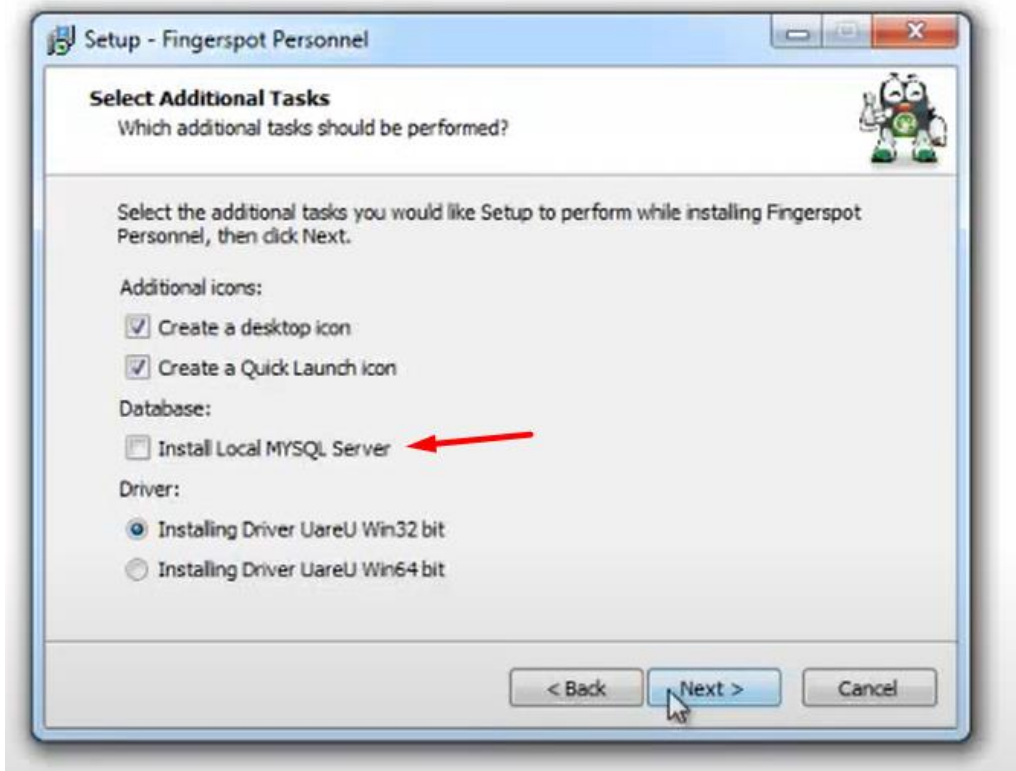 Setup - Fingerspot Personnel
Select Additional Tasks
Which additional tasks should be performed?
Select the additional tasks you would like Setup to perform while installing Fingerspot
Personnel, then click Next.
Additional icons:
Create a desktop icon
Create a Quick Launch icon
Database:
Install Local MYSQL Server
Driver:
Installing Driver UareU Win32 bit
Installing Driver UareU Win64 bit
< Back
Next >
Cancel